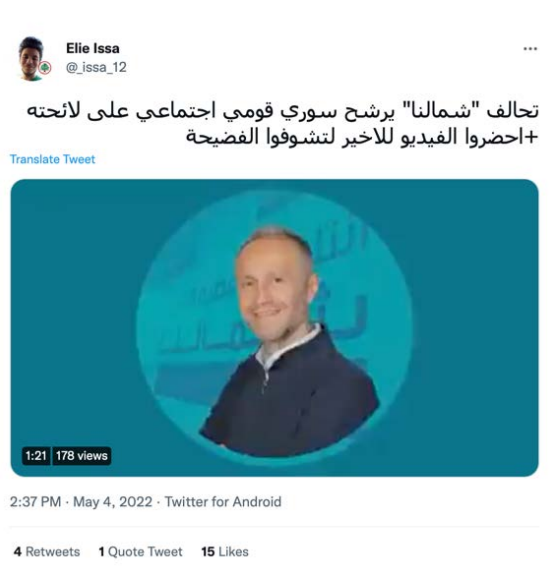 Elie Issa
@_issa_12
تحالف "شمالنا" يرشح سوري قومي اجتماعي على لائحته
+احضروا الفيديو للاخير لتشوفوا الفضيحة
Translate Tweet
1:21 178 views
2:37 PM · May 4, 2022 · Twitter for Android
4 Retweets 1 Quote Tweet 15 Likes